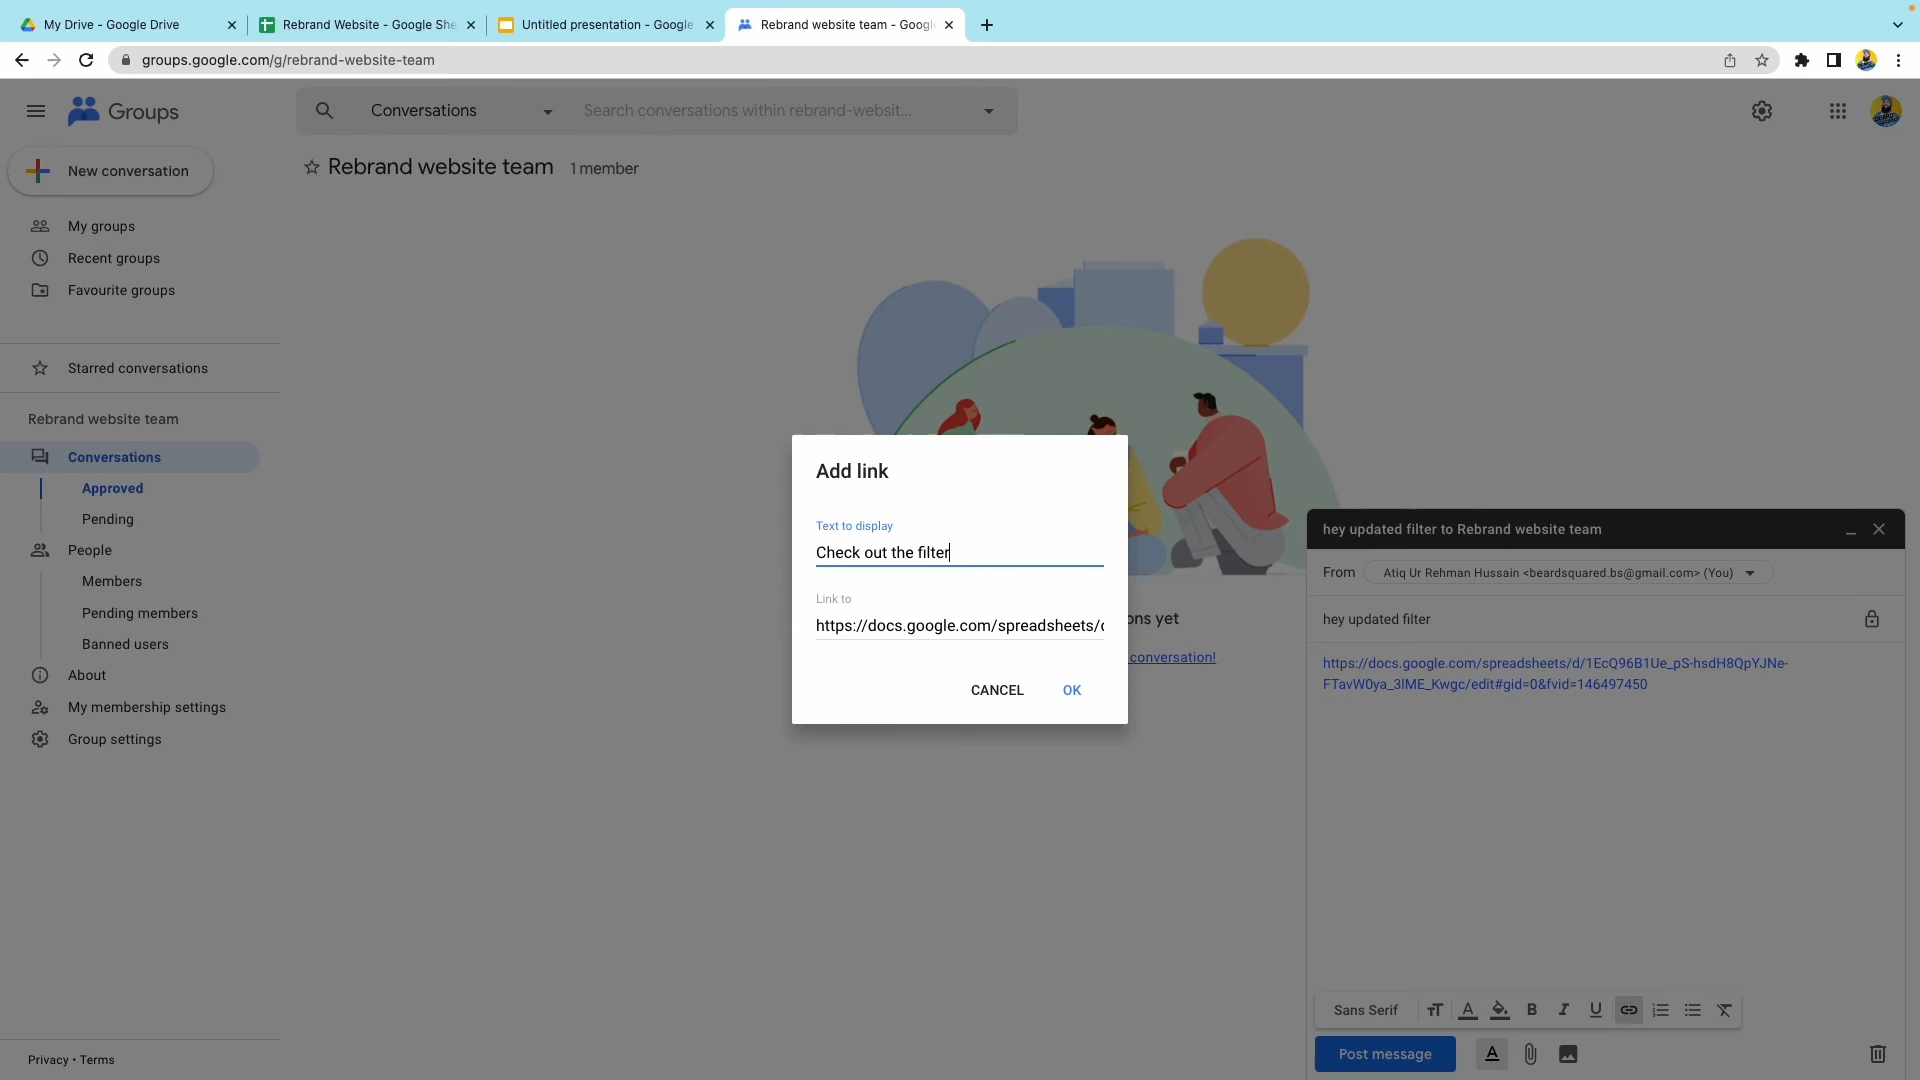 My Drive - Google Drive
Rebrand Website - Google She
Untitled presentation - Google
Rebrand website team - Googl
groups.google.com/g/rebrand-website-team
Groups
Conversations
Search conversations within rebrand-websit...
New conversation
Rebrand website team
1 member
My groups
Recent groups
Favourite groups
Starred conversations
Rebrand website team
Conversations
Approved
Pending
People
Members
Pending members
Banned users
About
My membership settings
Group settings
Privacy • Terms
ons yet
conversation!
Add link
Text to display
Check out the filter
Link to
https://docs.google.com/spreadsheets/d
CANCEL
OK
hey updated filter to Rebrand website team
From
Atiq Ur Rehman Hussain <beardsquared.bs@gmail.com> (You)
hey updated filter
https://docs.google.com/spreadsheets/d/1EcQ96B1Ue_pS-hsdH8QpYJNe-
FTavW0ya_3lME_Kwgc/edit#gid=0&fvid=146497450
Sans Serif
Post message